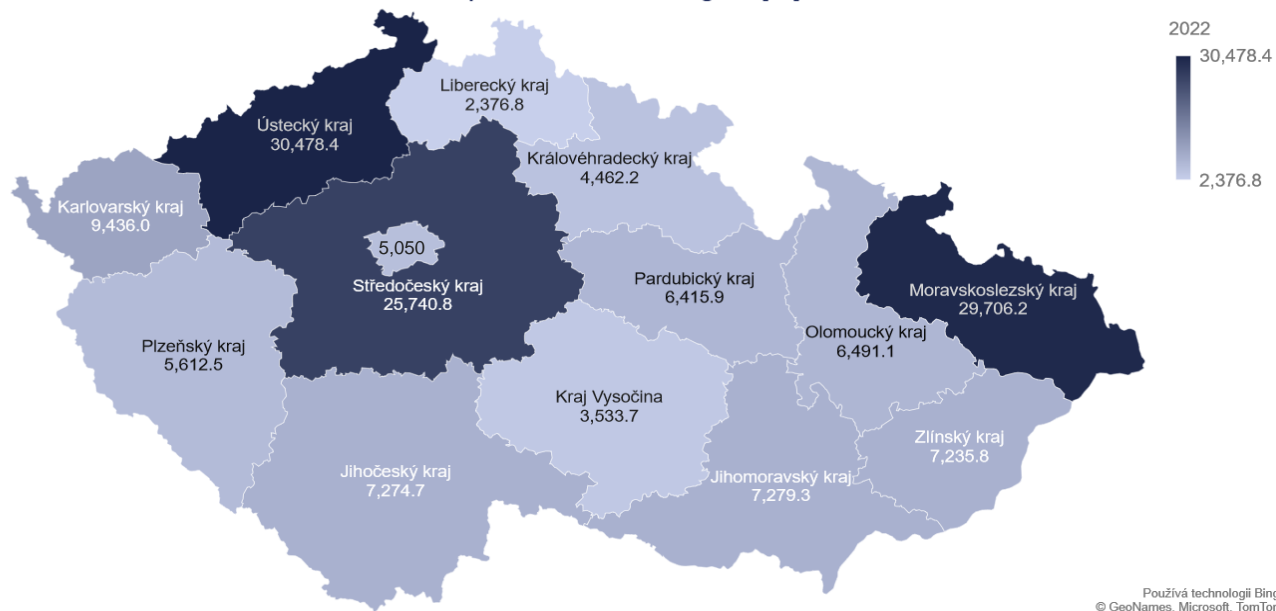 2022
30,478.4
2,376.8
Liberecký kraj
2,376.8
Ústecký kraj
30,478.4
Královéhradecký kraj
4,462.2
Karlovarský kraj
9,436.0
5,050
Středočeský kraj
25,740.8
Pardubický kraj
6,415.9
Moravskoslezský kraj
29,706.2
Olomoucký kraj
6,491.1
Plzeňský kraj
5,612.5
Kraj Vysočina
3,533.7
Zlínský kraj
7,235.8
Jihočeský kraj
7,274.7
Jihomoravský kraj
7,279.3
Používá technologii Bing
© GeoNames, Microsoft, TomTom